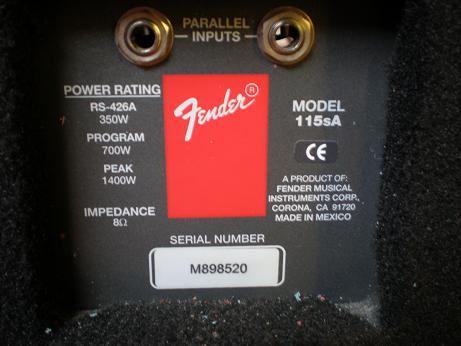 PARALLEL
INPUTS
POWER RATING
RS-426A
350W
PROGRAM
700W
PEAK
1400W
IMPEDANCE
8Ω
Fender®
MODEL
115sA
CE
A PRODUCT OF:
FENDER MUSICAL
INSTRUMENTS CORP.,
CORONA, CA 91720
MADE IN MEXICO
SERIAL NUMBER
M898520